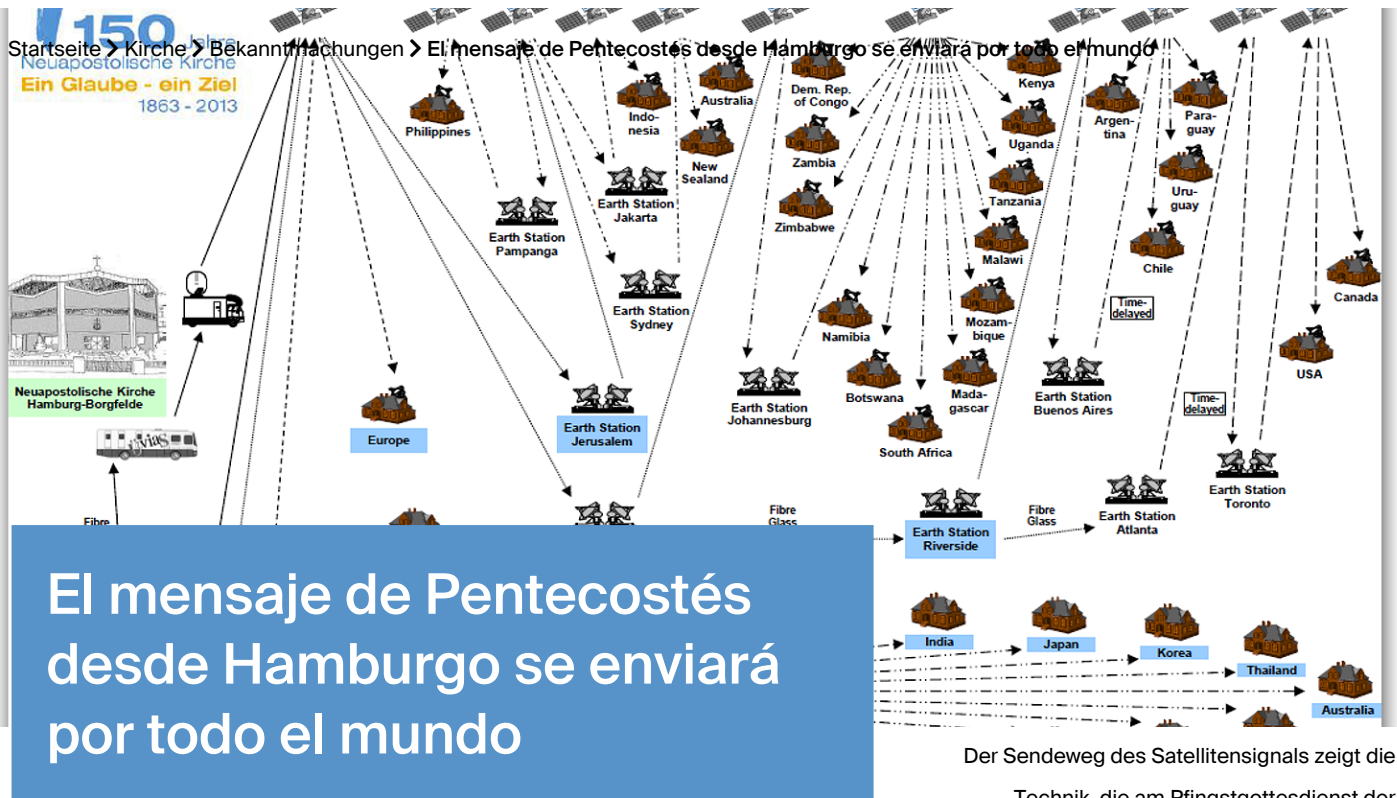 150 Jahre
Startseite > Kirche > Bekanntmachungen > El mensaje de Pentecostés desde Hamburgo se enviará por todo el mundo
Neuapostolische Kirche
Ein Glaube - ein Ziel
1863 - 2013
Philippines
Indo-
nesia
Australia
New
Sealand
Dem. Rep.
of Congo
Zambia
Zimbabwe
Kenya
Uganda
Tanzania
Malawi
Mozam-
bique
Mada-
gascar
South Africa
Botswana
Namibia
Argen-
tina
Para-
guay
Uru-
guay
Chile
Canada
USA
Earth Station
Pampanga
Earth Station
Jakarta
Earth Station
Sydney
Neuapostolische Kirche
Hamburg-Borgfelde
vias
Europe
Earth Station
Jerusalem
Earth Station
Johannesburg
Time-
delayed
Earth Station
Buenos Aires
Time-
delayed
Earth Station
Toronto
Earth Station
Atlanta
Fibre
Fibre
Glass
Earth Station
Riverside
Fibre
Glass
India
Japan
Korea
Thailand
Australia
El mensaje de Pentecostés
desde Hamburgo se enviará
por todo el mundo
Der Sendeweg des Satellitensignals zeigt die
Technik, die am Pfingstgottesdienst der